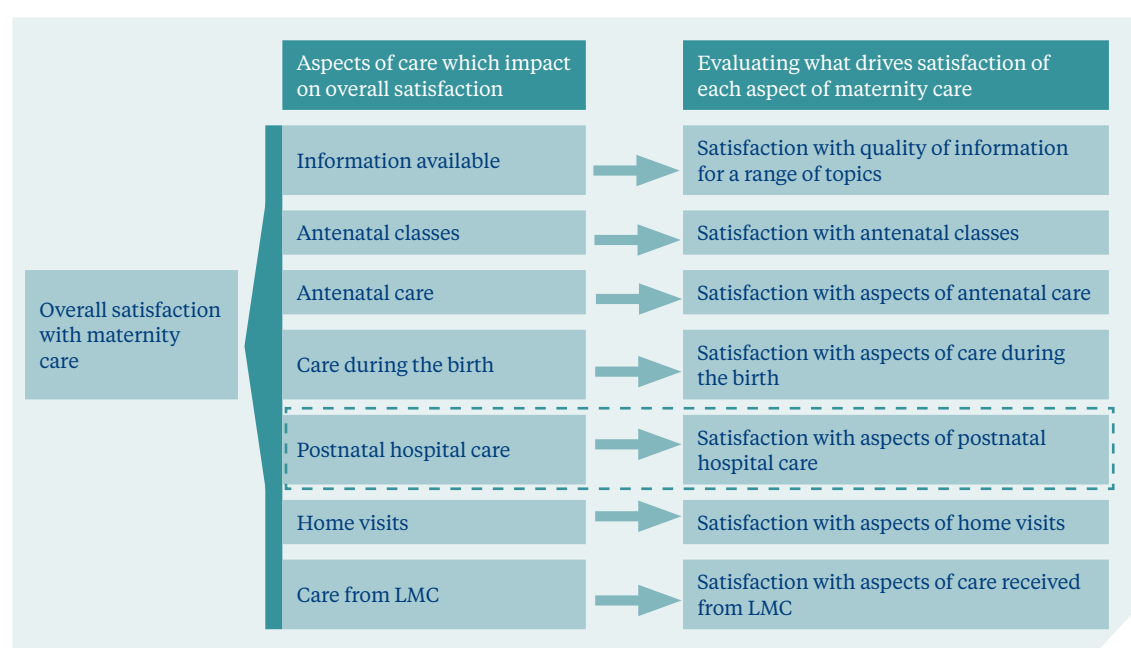 Aspects of care which impact
on overall satisfaction
Evaluating what drives satisfaction of
each aspect of maternity care
Overall satisfaction
with maternity
care
Information available
Satisfaction with quality of information
for a range of topics
Antenatal classes
Satisfaction with antenatal classes
Antenatal care
Satisfaction with aspects of antenatal care
Care during the birth
Satisfaction with aspects of care during
the birth
Postnatal hospital care
Satisfaction with aspects of postnatal
hospital care
Home visits
Satisfaction with aspects of home visits
Care from LMC
Satisfaction with aspects of care received
from LMC